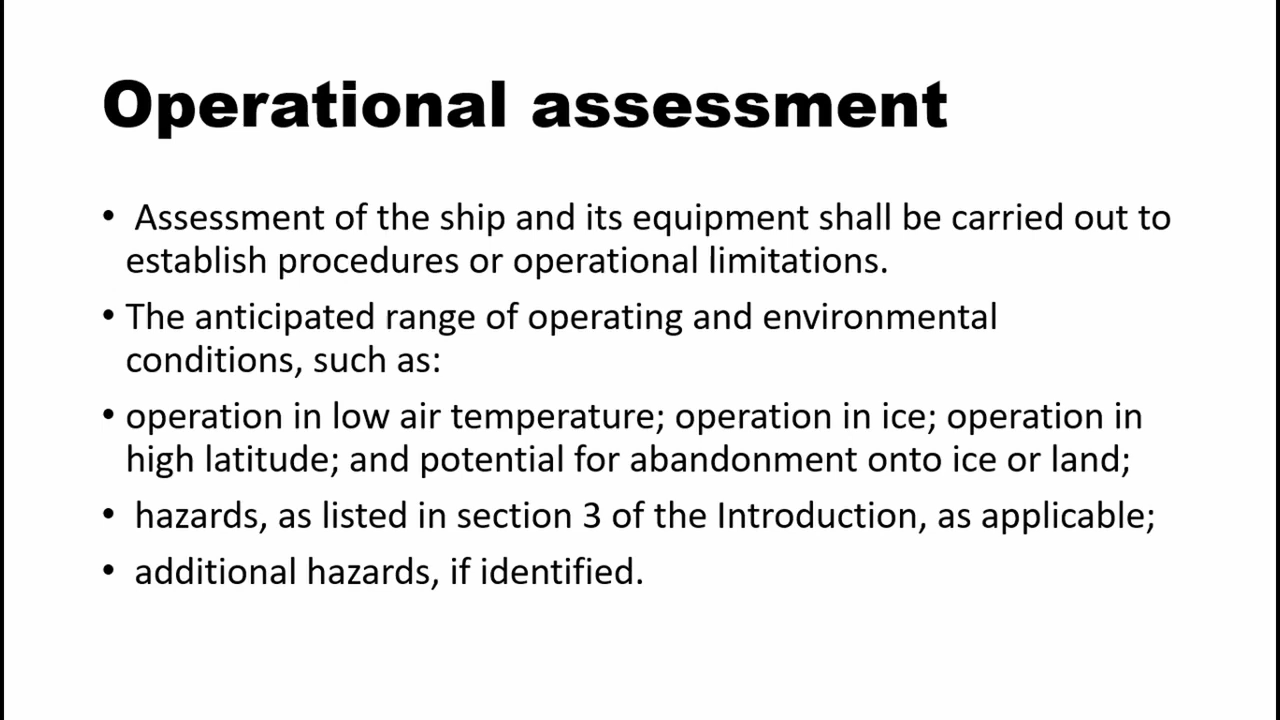 Operational assessment
• Assessment of the ship and its equipment shall be carried out to
establish procedures or operational limitations.
• The anticipated range of operating and environmental
conditions, such as:
• operation in low air temperature; operation in ice; operation in
high latitude; and potential for abandonment onto ice or land;
• hazards, as listed in section 3 of the Introduction, as applicable;
• additional hazards, if identified.